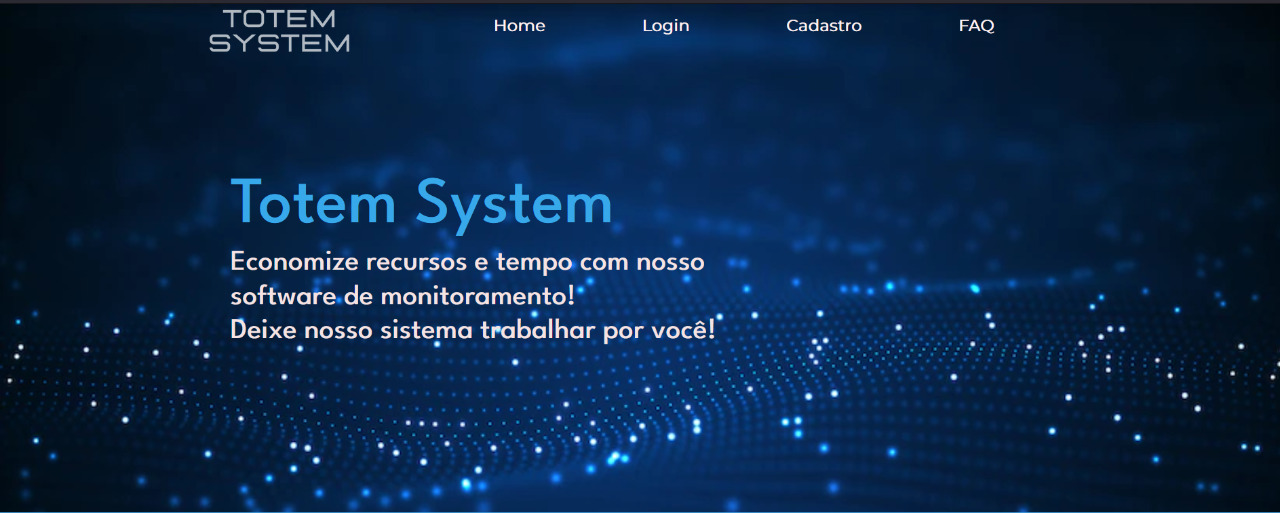 TOTEM
SYSTEM
Home Login Cadastro FAQ
Totem System
Economize recursos e tempo com nosso
software de monitoramento!
Deixe nosso sistema trabalhar por você!